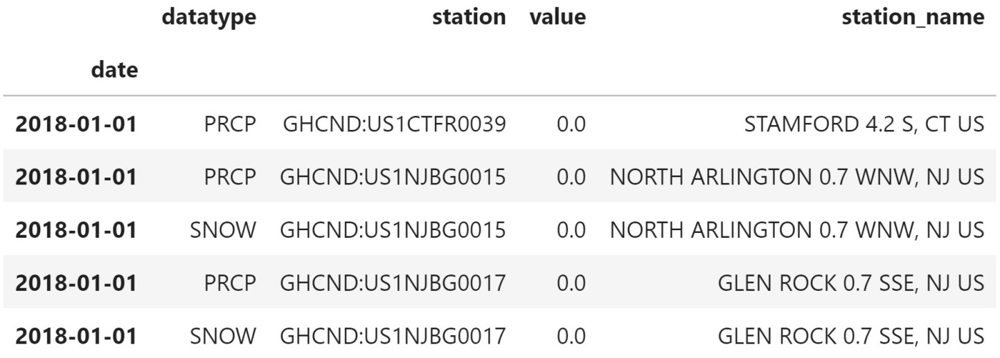 datatype station value station_name
date
2018-01-01 PRCP GHCND:US1CTFR0039 0.0 STAMFORD 4.2 S, CT US
2018-01-01 PRCP GHCND:US1NJBG0015 0.0 NORTH ARLINGTON 0.7 WNW, NJ US
2018-01-01 SNOW GHCND:US1NJBG0015 0.0 NORTH ARLINGTON 0.7 WNW, NJ US
2018-01-01 PRCP GHCND:US1NJBG0017 0.0 GLEN ROCK 0.7 SSE, NJ US
2018-01-01 SNOW GHCND:US1NJBG0017 0.0 GLEN ROCK 0.7 SSE, NJ US